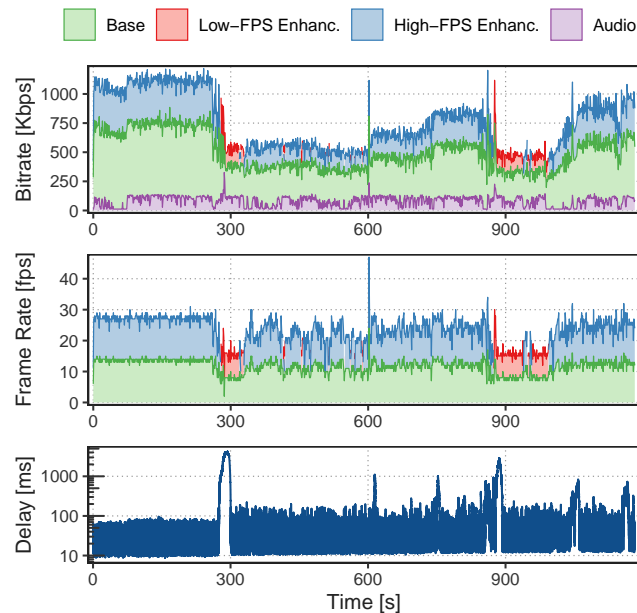 Base Low−FPS Enhanc. High−FPS Enhanc. Audio
Bitrate [Kbps]
1000
750
500
250
0
0 300 600 900
Frame Rate [fps]
40
30
20
10
0
0 300 600 900
Delay [ms]
1000
100
10
0 300 600 900
Time [s]